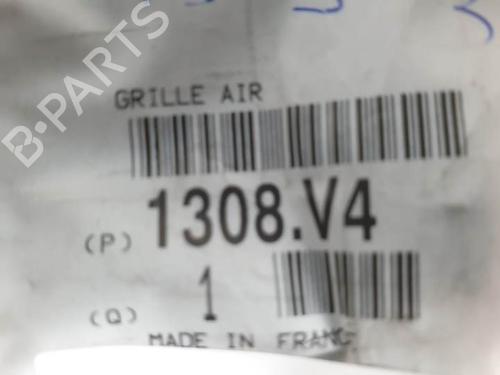 B-PARTS
GRILLE AIR
(P) 1308.V4
(Q) 1
MADE IN FRANC